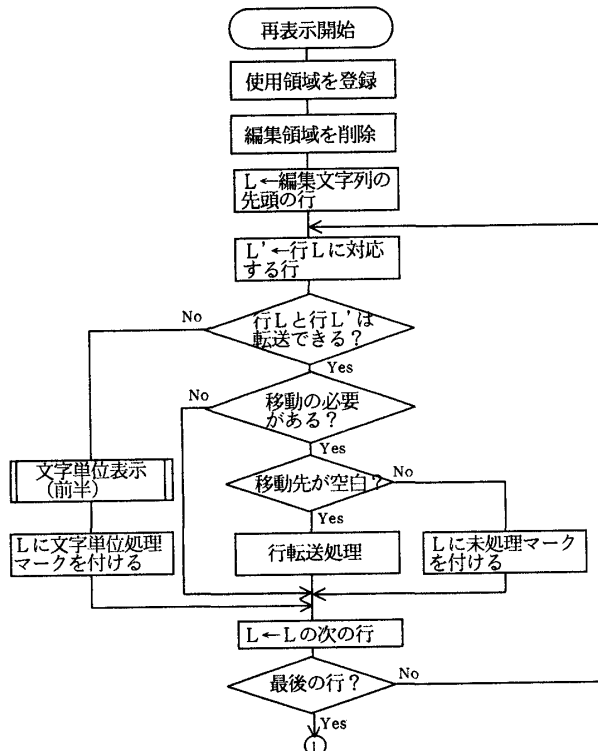 再表示開始
使用領域を登録
編集領域を削除
L←編集文字列の
先頭の行
L'←行Lに対応
する行
No
行Lと行L'は
転送できる?
Yes
No
移動の必要
がある?
Yes
文字単位表示
(前半)
移動先が空白?
No
Yes
Lに文字単位処理
マークを付ける
行転送処理
Lに未処理マーク
を付ける
L←Lの次の行
最後の行?
No
Yes
1